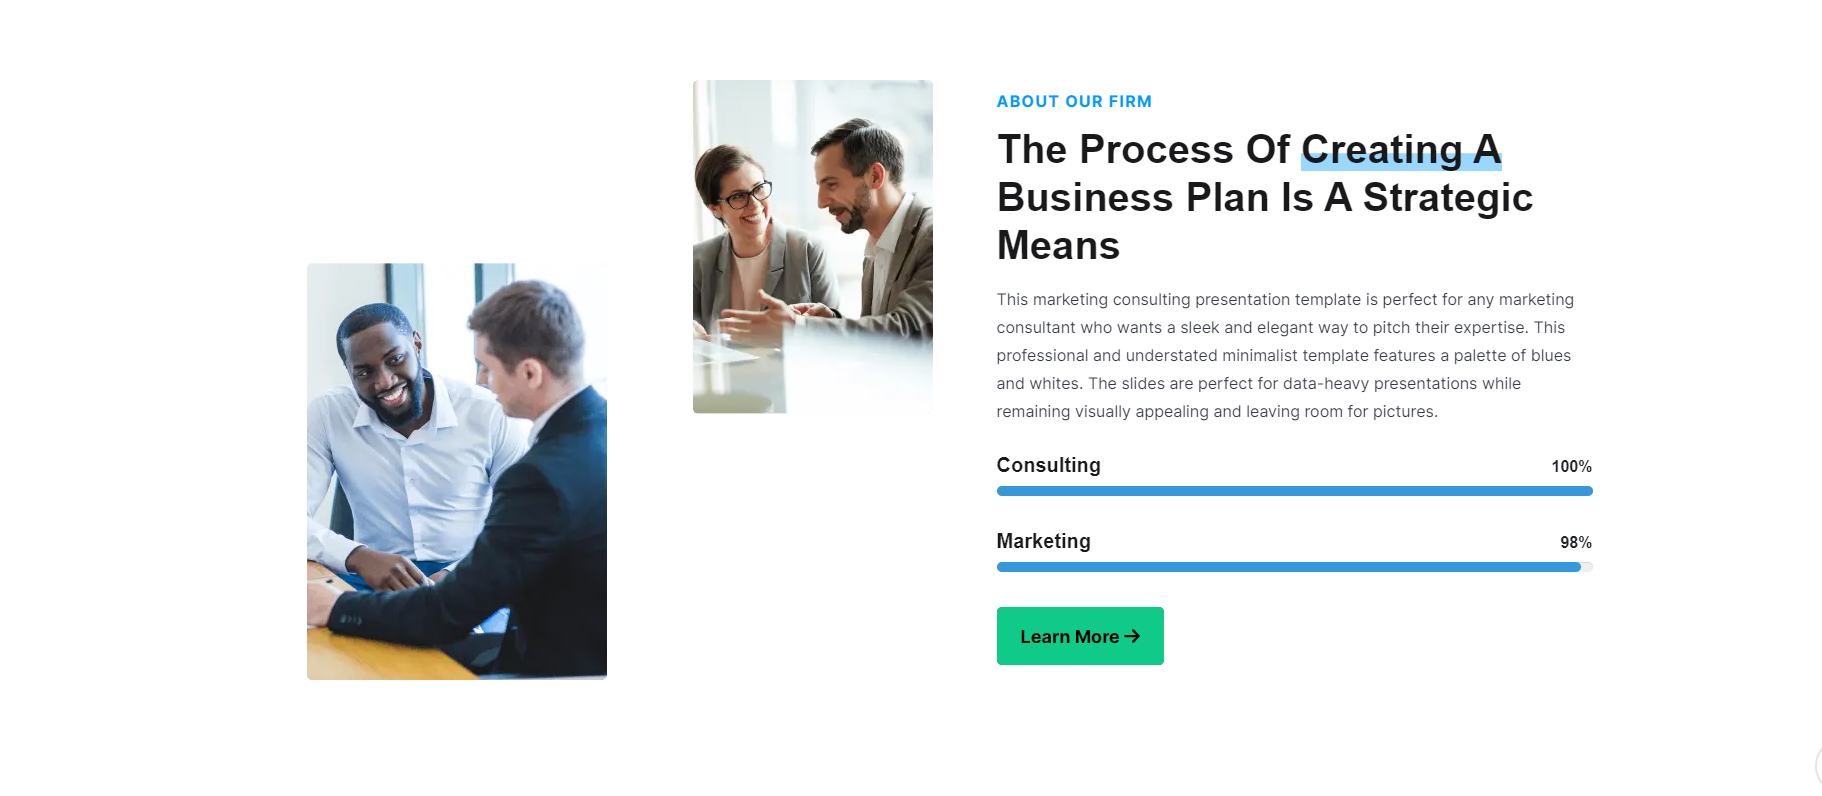 ABOUT OUR FIRM
The Process Of Creating A
Business Plan Is A Strategic
Means
This marketing consulting presentation template is perfect for any marketing
consultant who wants a sleek and elegant way to pitch their expertise. This
professional and understated minimalist template features a palette of blues
and whites. The slides are perfect for data-heavy presentations while
remaining visually appealing and leaving room for pictures.
Consulting 100%
Marketing 98%
Learn More →